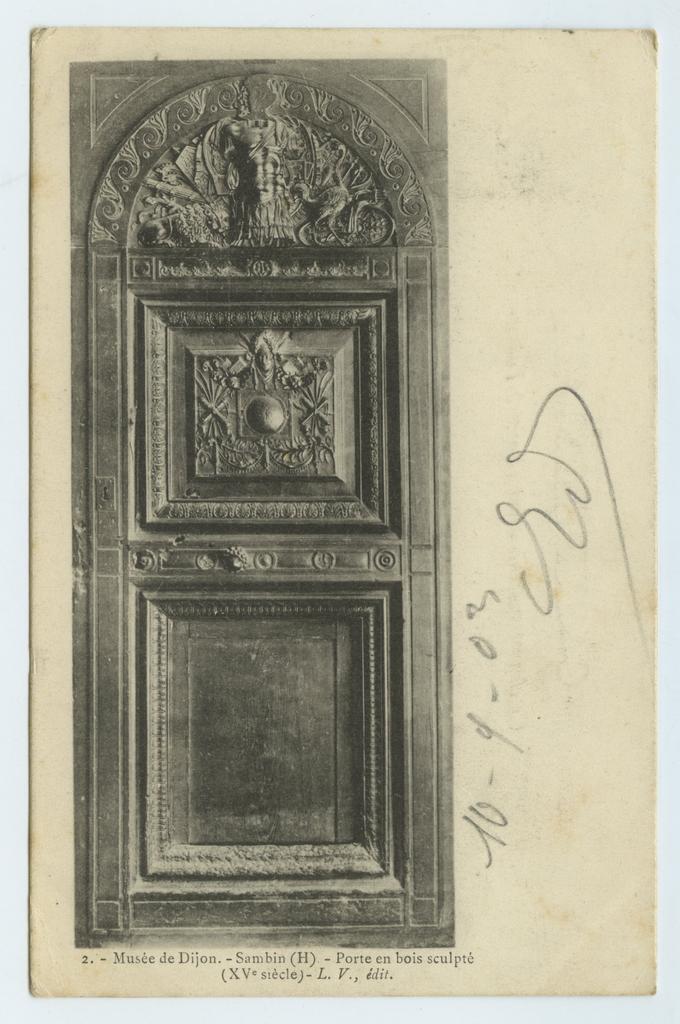 2. - Musée de Dijon. - Sambin (H) - Porte en bois sculpté
(XVe siècle) - L. V., édit.
10-9-03